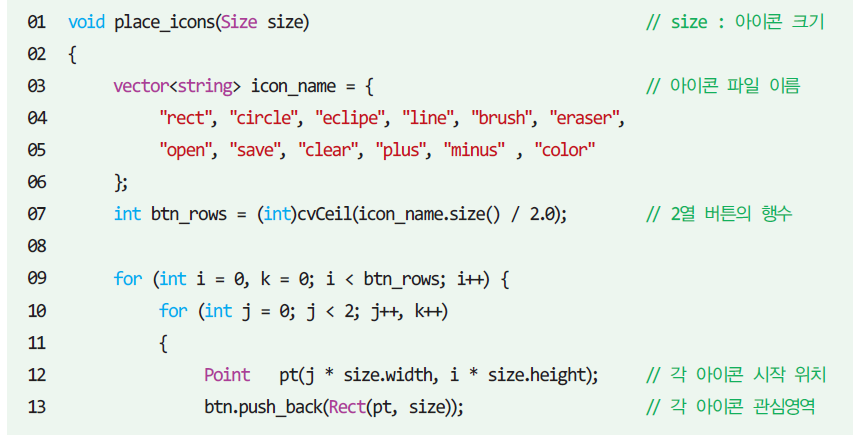 01 void place_icons(Size size) // size : 아이콘 크기
02 {
03 vector<string> icon_name = { // 아이콘 파일 이름
04 "rect", "circle", "eclipe", "line", "brush", "eraser",
05 "open", "save", "clear", "plus", "minus" , "color"
06 };
07 int btn_rows = (int)cvCeil(icon_name.size() / 2.0); // 2열 버튼의 행수
08
09 for (int i = 0, k = 0; i < btn_rows; i++) {
10 for (int j = 0; j < 2; j++, k++)
11 {
12 Point pt(j * size.width, i * size.height); // 각 아이콘 시작 위치
13 btn.push_back(Rect(pt, size)); // 각 아이콘 관심영역